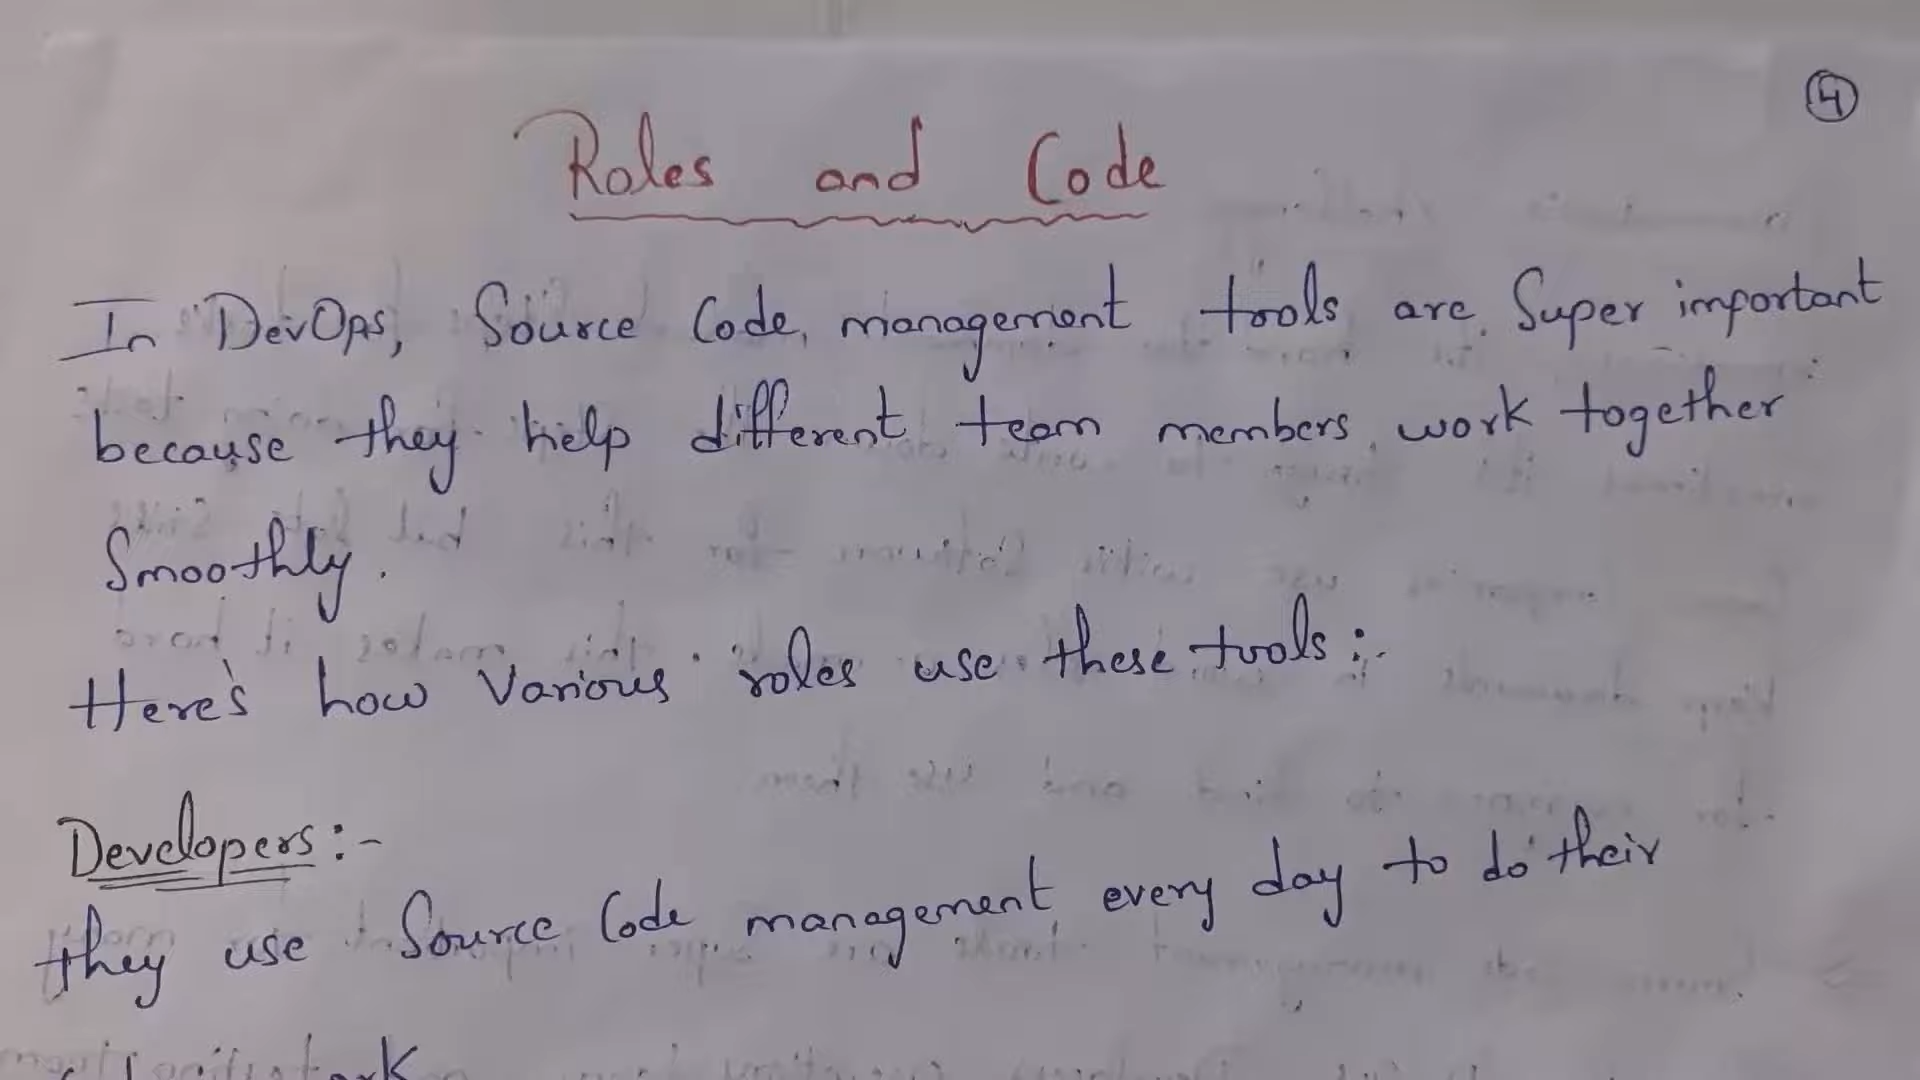 4
Roles and Code
In DevOps, Source Code management tools are Super important
because they help different team members work together
Smoothly.
Here's how Various roles use these tools :-
Developers :-
they use Source Code management every day to do their